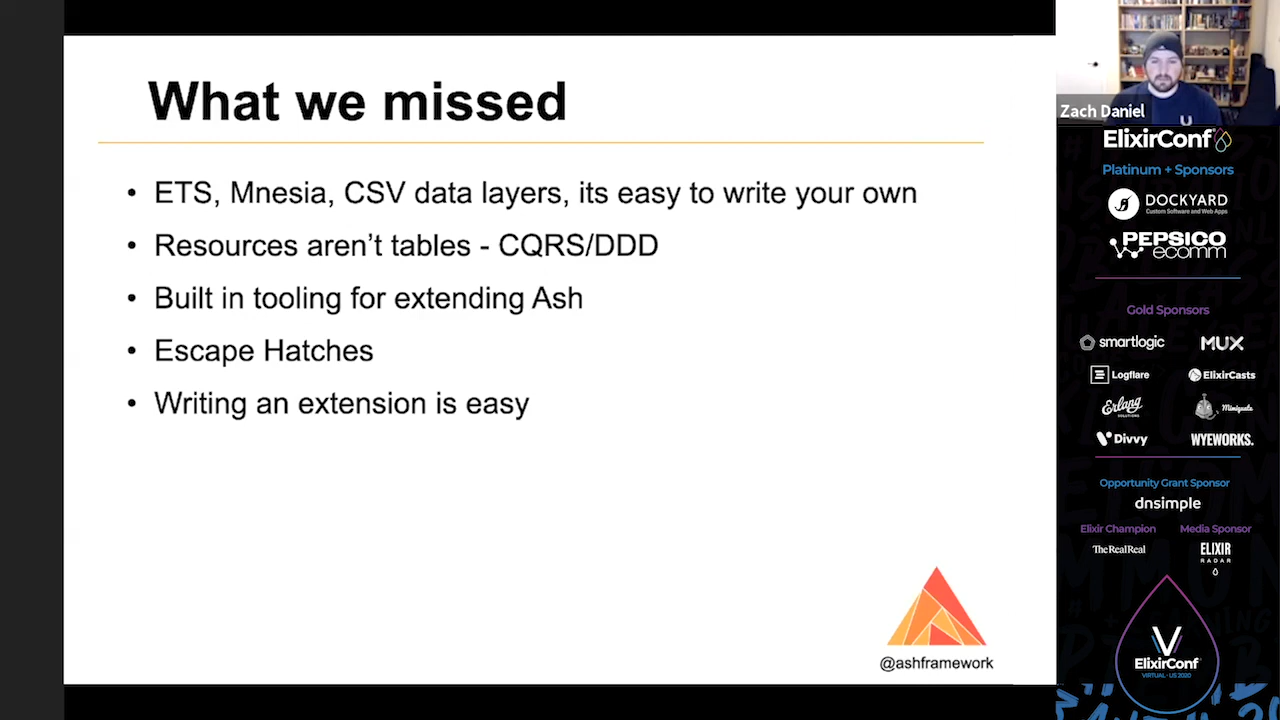 What we missed
• ETS, Mnesia, CSV data layers, its easy to write your own
• Resources aren’t tables - CQRS/DDD
• Built in tooling for extending Ash
• Escape Hatches
• Writing an extension is easy
@ashframework
Zach Daniel
ElixirConf
Platinum + Sponsors
DOCKYARD
Custom Software and Web Apps
PEPSICO
ecomm
Gold Sponsors
smartlogic
MUX
Logflare
ElixirCasts
Erlang
SOLUTIONS
Miniquate
Divvy
WYEWORKS.
Opportunity Grant Sponsor
dnsimple
Elixir Champion
Media Sponsor
TheRealReal
ELIXIR
RADAR
ElixirConf
VIRTUAL · US 2020